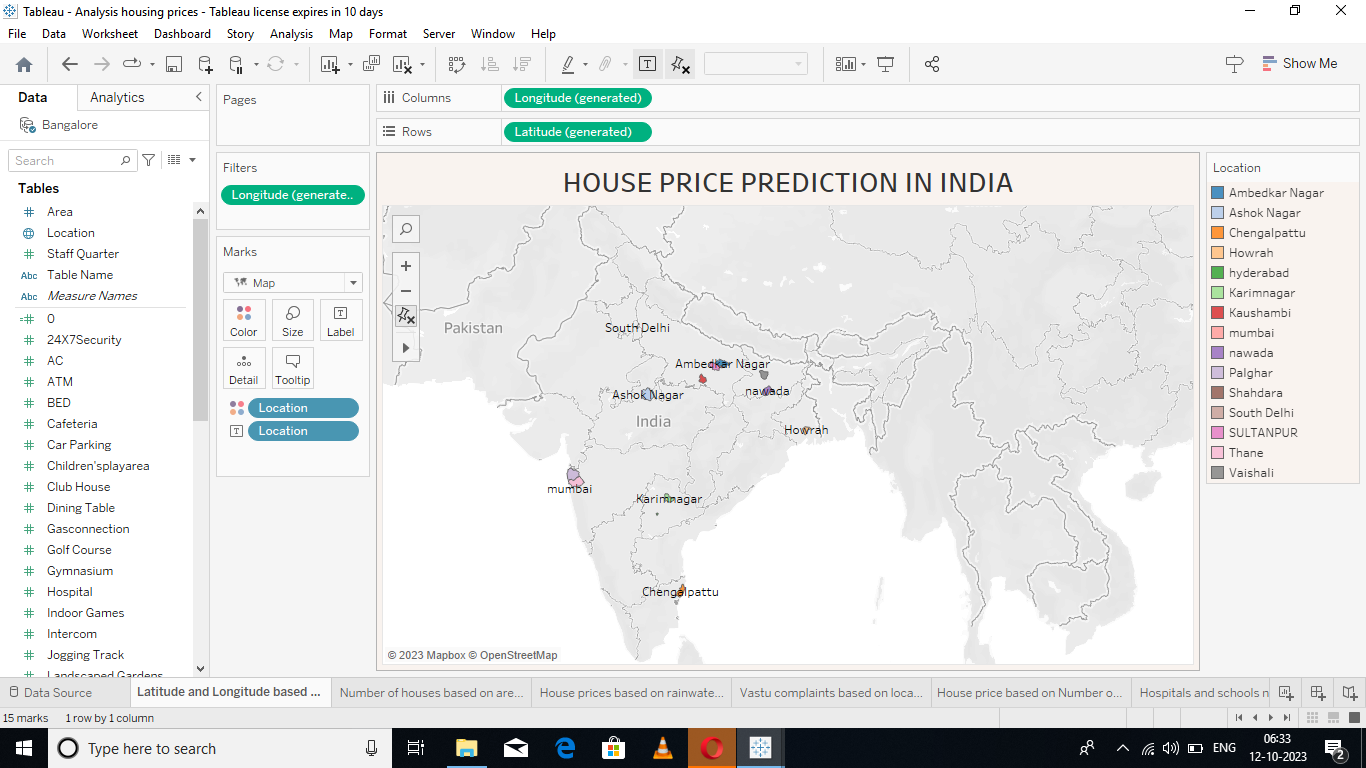 Tableau - Analysis housing prices - Tableau license expires in 10 days
File Data Worksheet Dashboard Story Analysis Map Format Server Window Help
Show Me
Data Analytics
Bangalore
Search
Tables
Area
Location
Staff Quarter
Abc Table Name
Abc Measure Names
0
24X7Security
AC
ATM
BED
Cafeteria
Car Parking
Children'splayarea
Club House
Dining Table
Gasconnection
Golf Course
Gymnasium
Hospital
Indoor Games
Intercom
Jogging Track
Landscaped Gardens
Pages
Filters
Longitude (generate..
Marks
Map
Color Size Label
Detail Tooltip
Location
Location
Columns Longitude (generated)
Rows Latitude (generated)
HOUSE PRICE PREDICTION IN INDIA
Pakistan
South Delhi
Ambedkar Nagar
Ashok Nagar
nawada
India
Howrah
mumbai
Karimnagar
Chengalpattu
© 2023 Mapbox © OpenStreetMap
Location
Ambedkar Nagar
Ashok Nagar
Chengalpattu
Howrah
hyderabad
Karimnagar
Kaushambi
mumbai
nawada
Palghar
Shahdara
South Delhi
SULTANPUR
Thane
Vaishali
Data Source Latitude and Longitude based ... Number of houses based on are... House prices based on rainwate... Vastu complaints based on loca... House price based on Number o... Hospitals and schools n
15 marks 1 row by 1 column
Type here to search
ENG
06:33
12-10-2023
2